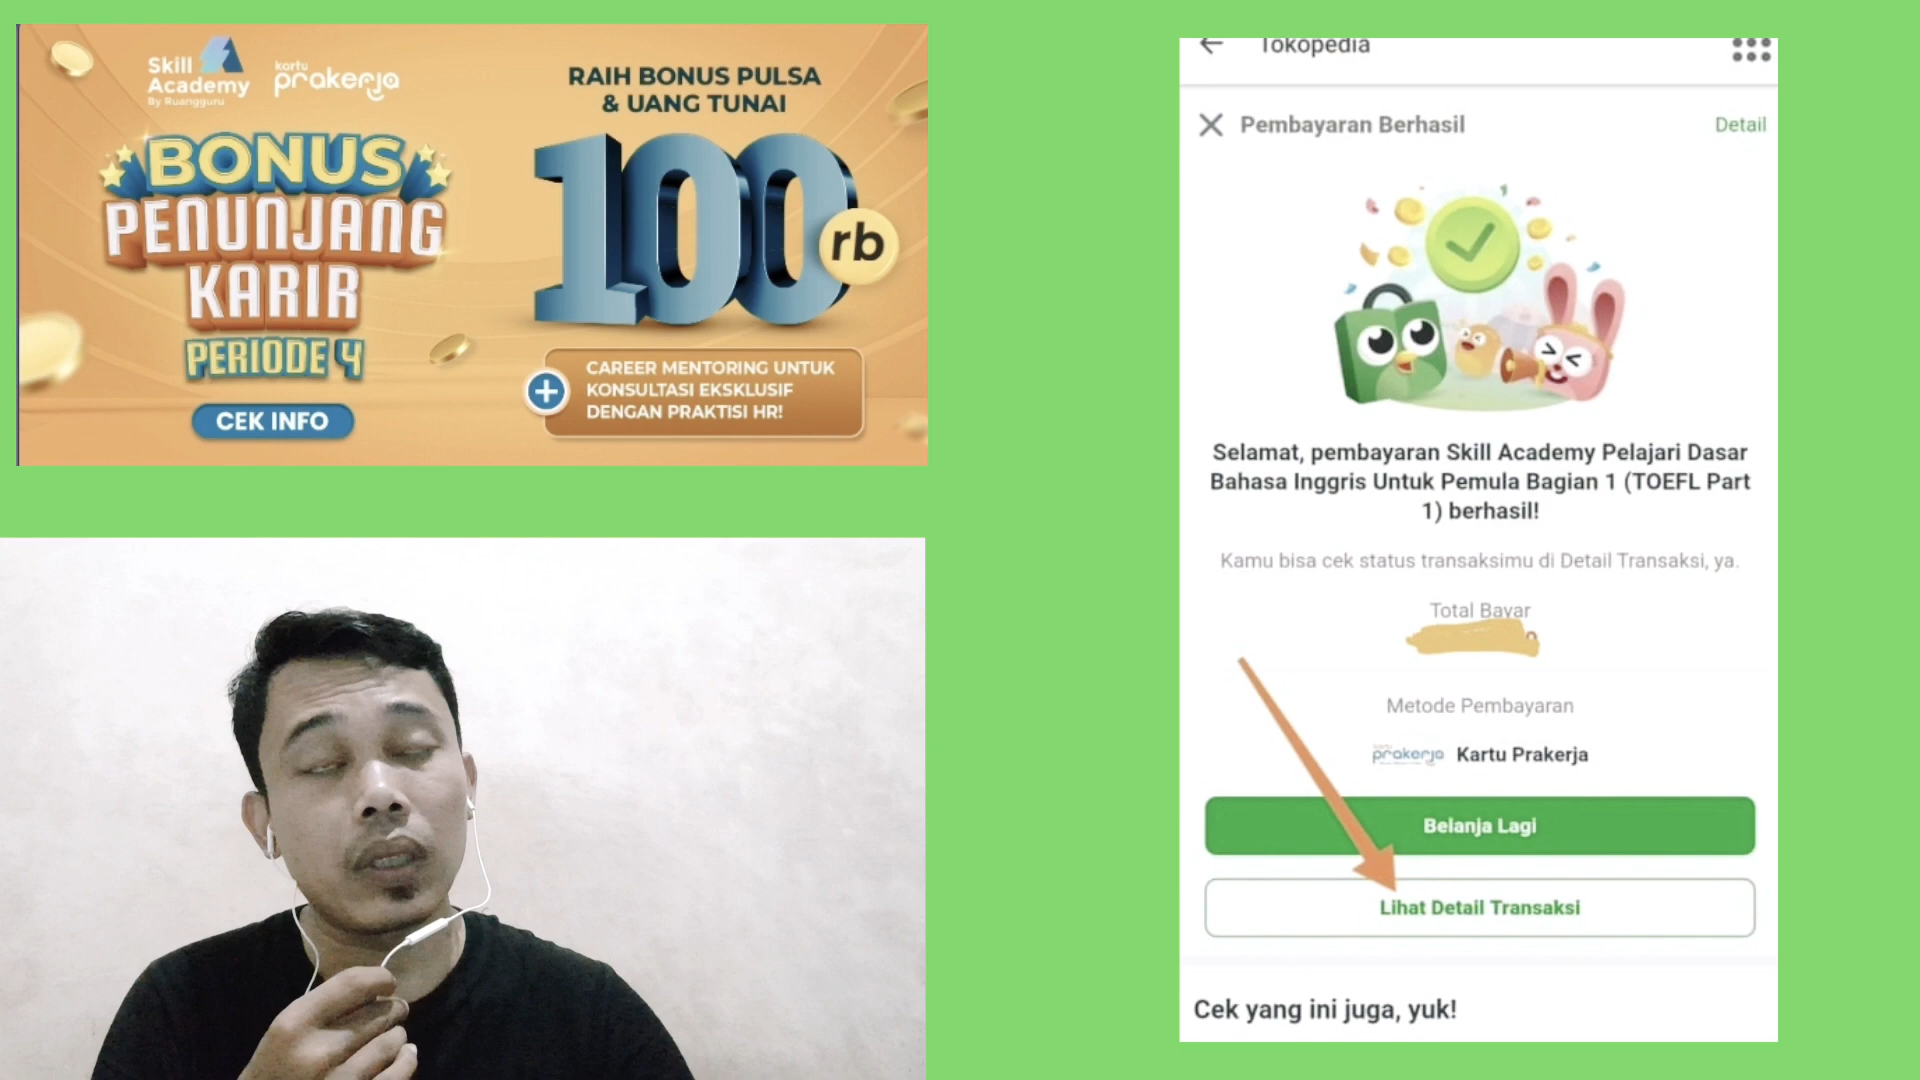 Skill
Academy
By Ruangguru
kartu
prakerja
BONUS
PENUNJANG
KARIR
PERIODE 4
CEK INFO
RAIH BONUS PULSA
& UANG TUNAI
100
rb
CAREER MENTORING UNTUK
KONSULTASI EKSKLUSIF
DENGAN PRAKTISI HR!
Tokopedia
Pembayaran Berhasil
Detail
Selamat, pembayaran Skill Academy Pelajari Dasar
Bahasa Inggris Untuk Pemula Bagian 1 (TOEFL Part
1) berhasil!
Kamu bisa cek status transaksimu di Detail Transaksi, ya.
Total Bayar
Metode Pembayaran
kartu
prakerja Kartu Prakerja
Belanja Lagi
Lihat Detail Transaksi
Cek yang ini juga, yuk!